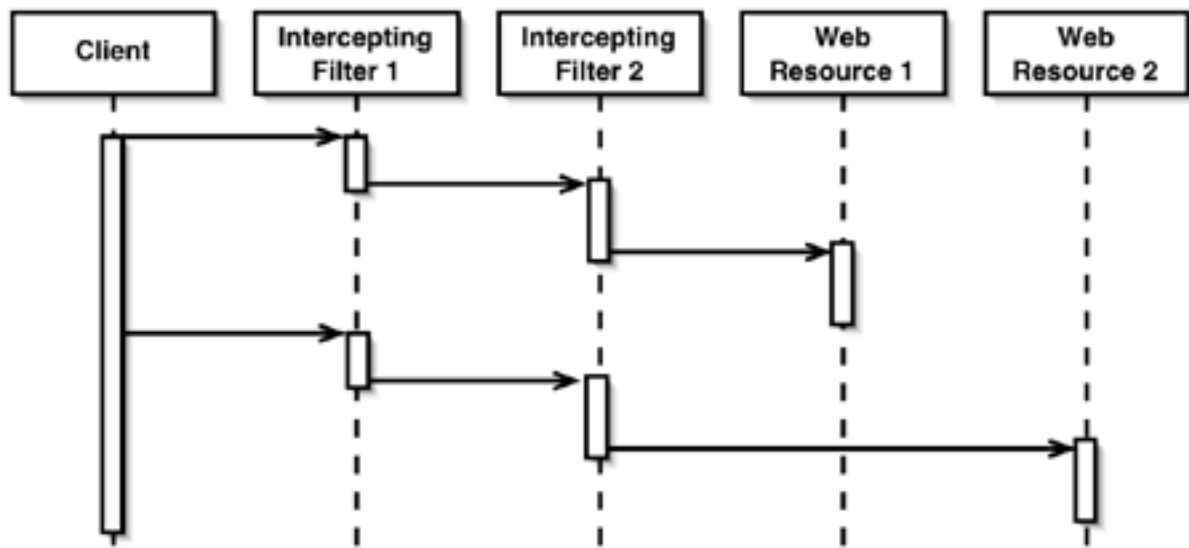 Client
Intercepting
Filter 1
Intercepting
Filter 2
Web
Resource 1
Web
Resource 2